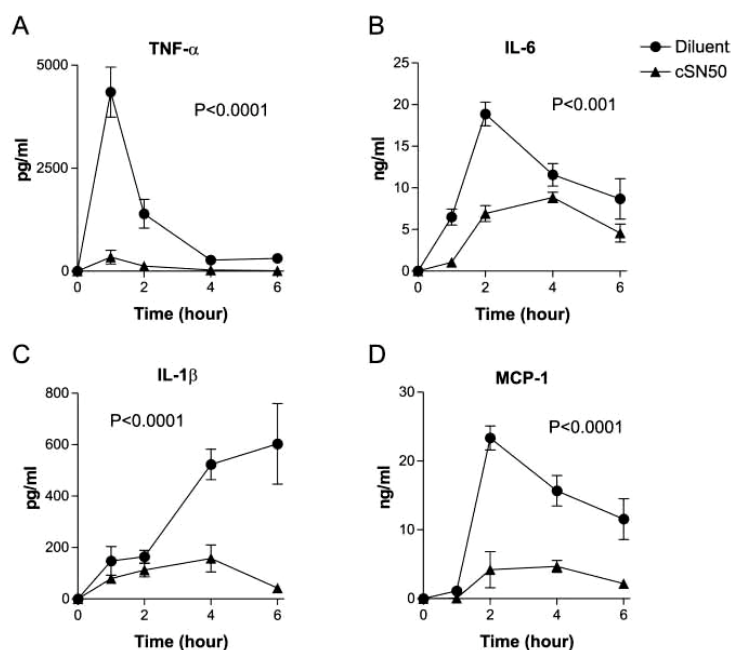 A
TNF-α
5000
2500
0
pg/ml
P<0.0001
0 2 4 6
Time (hour)
B
IL-6
25
20
15
10
5
0
ng/ml
P<0.001
0 2 4 6
Time (hour)
Diluent
cSN50
C
IL-1β
800
600
400
200
0
pg/ml
P<0.0001
0 2 4 6
Time (hour)
D
MCP-1
30
20
10
0
ng/ml
P<0.0001
0 2 4 6
Time (hour)